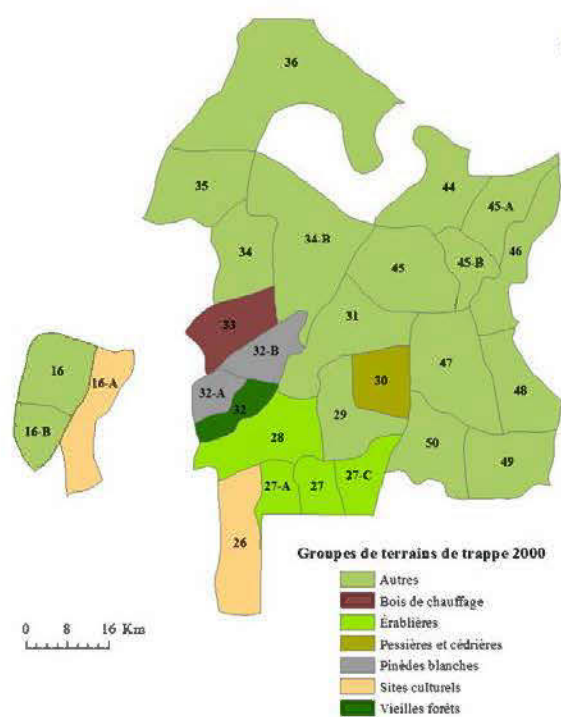 36
44
35
45-A
34-B
46
34
45
45-B
33
31
32-B
47
16
16-A
30
32-A
32
48
29
16-B
28
50
49
27-A
27
27-C
26
Groupes de terrains de trappe 2000
Autres
Bois de chauffage
Érablières
Pessières et cédrières
Pinèdes blanches
Sites culturels
Vieilles forêts
0 8 16 Km